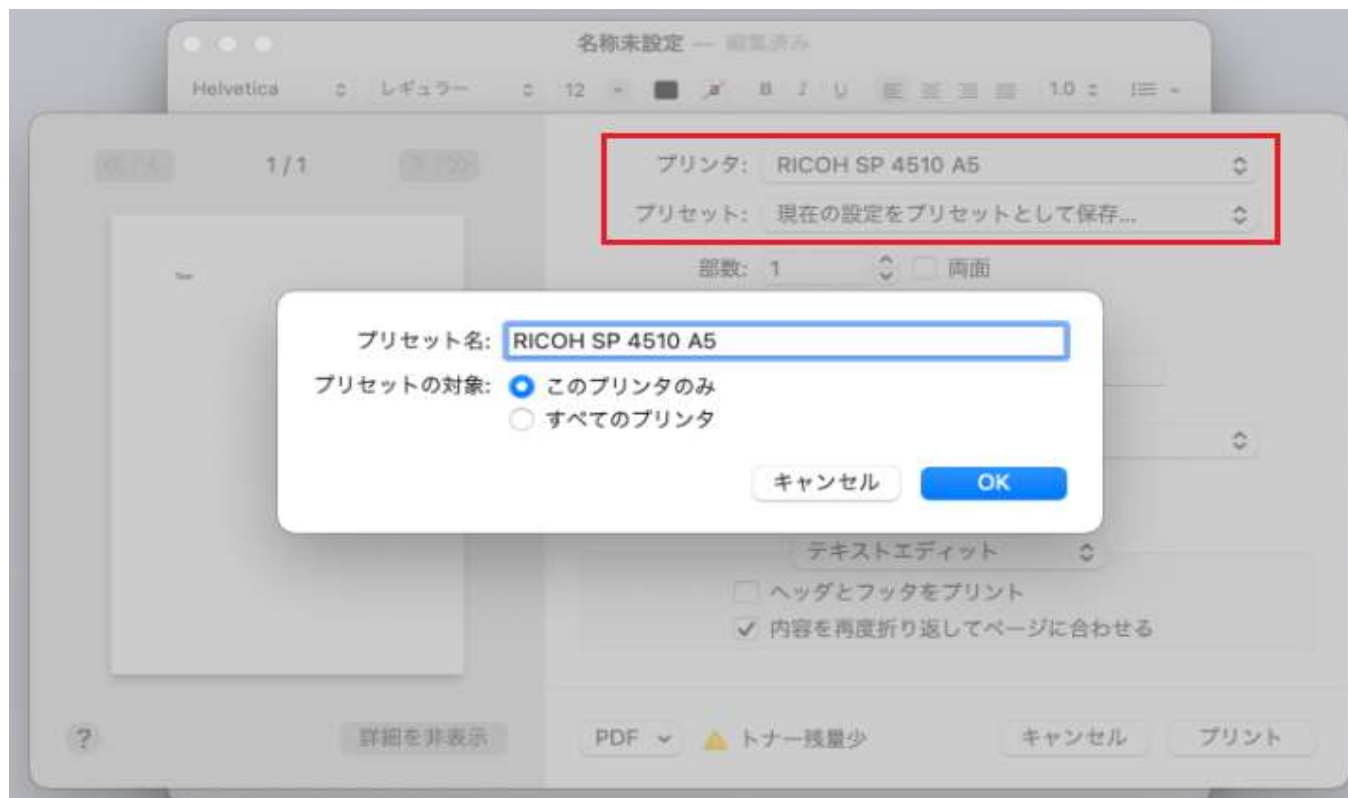 名称未設定 — 編集済み
Helvetica レギュラー 12 a B I U 1.0
1 / 1
プリンタ: RICOH SP 4510 A5
プリセット: 現在の設定をプリセットとして保存...
部数: 1 両面
プリセット名: RICOH SP 4510 A5
プリセットの対象: このプリンタのみ
すべてのプリンタ
キャンセル OK
テキストエディット
ヘッダとフッタをプリント
内容を再度折り返してページに合わせる
? 詳細を非表示 PDF トナー残量少 キャンセル プリント